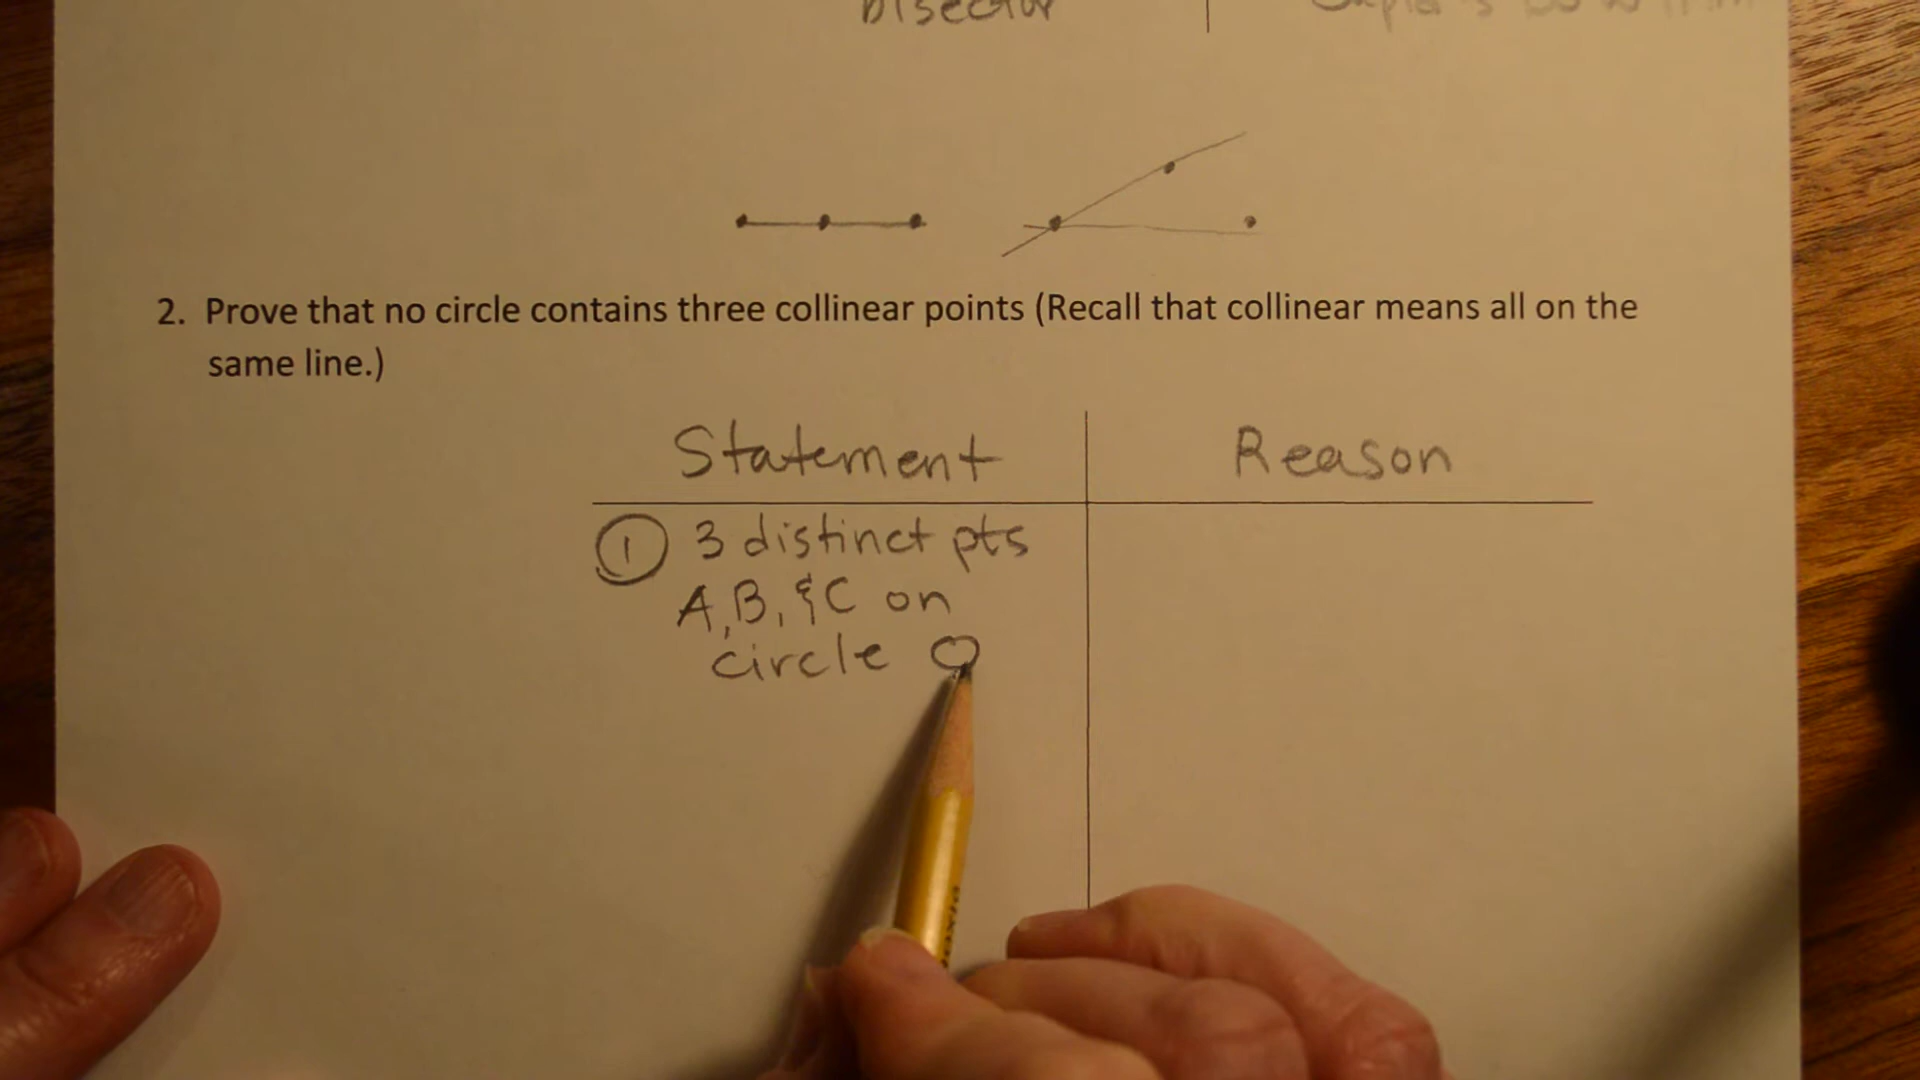 bisector
2. Prove that no circle contains three collinear points (Recall that collinear means all on the
same line.)
Statement Reason
① 3 distinct pts
A, B, & C on
circle O